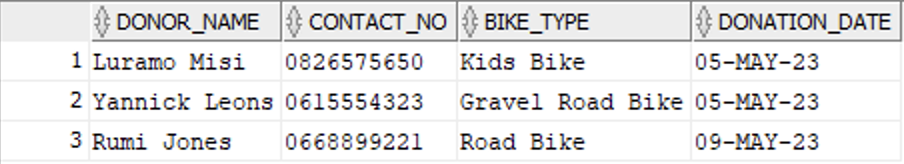 DONOR_NAME CONTACT_NO BIKE_TYPE DONATION_DATE
1 Luramo Misi 0826575650 Kids Bike 05-MAY-23
2 Yannick Leons 0615554323 Gravel Road Bike 05-MAY-23
3 Rumi Jones 0668899221 Road Bike 09-MAY-23